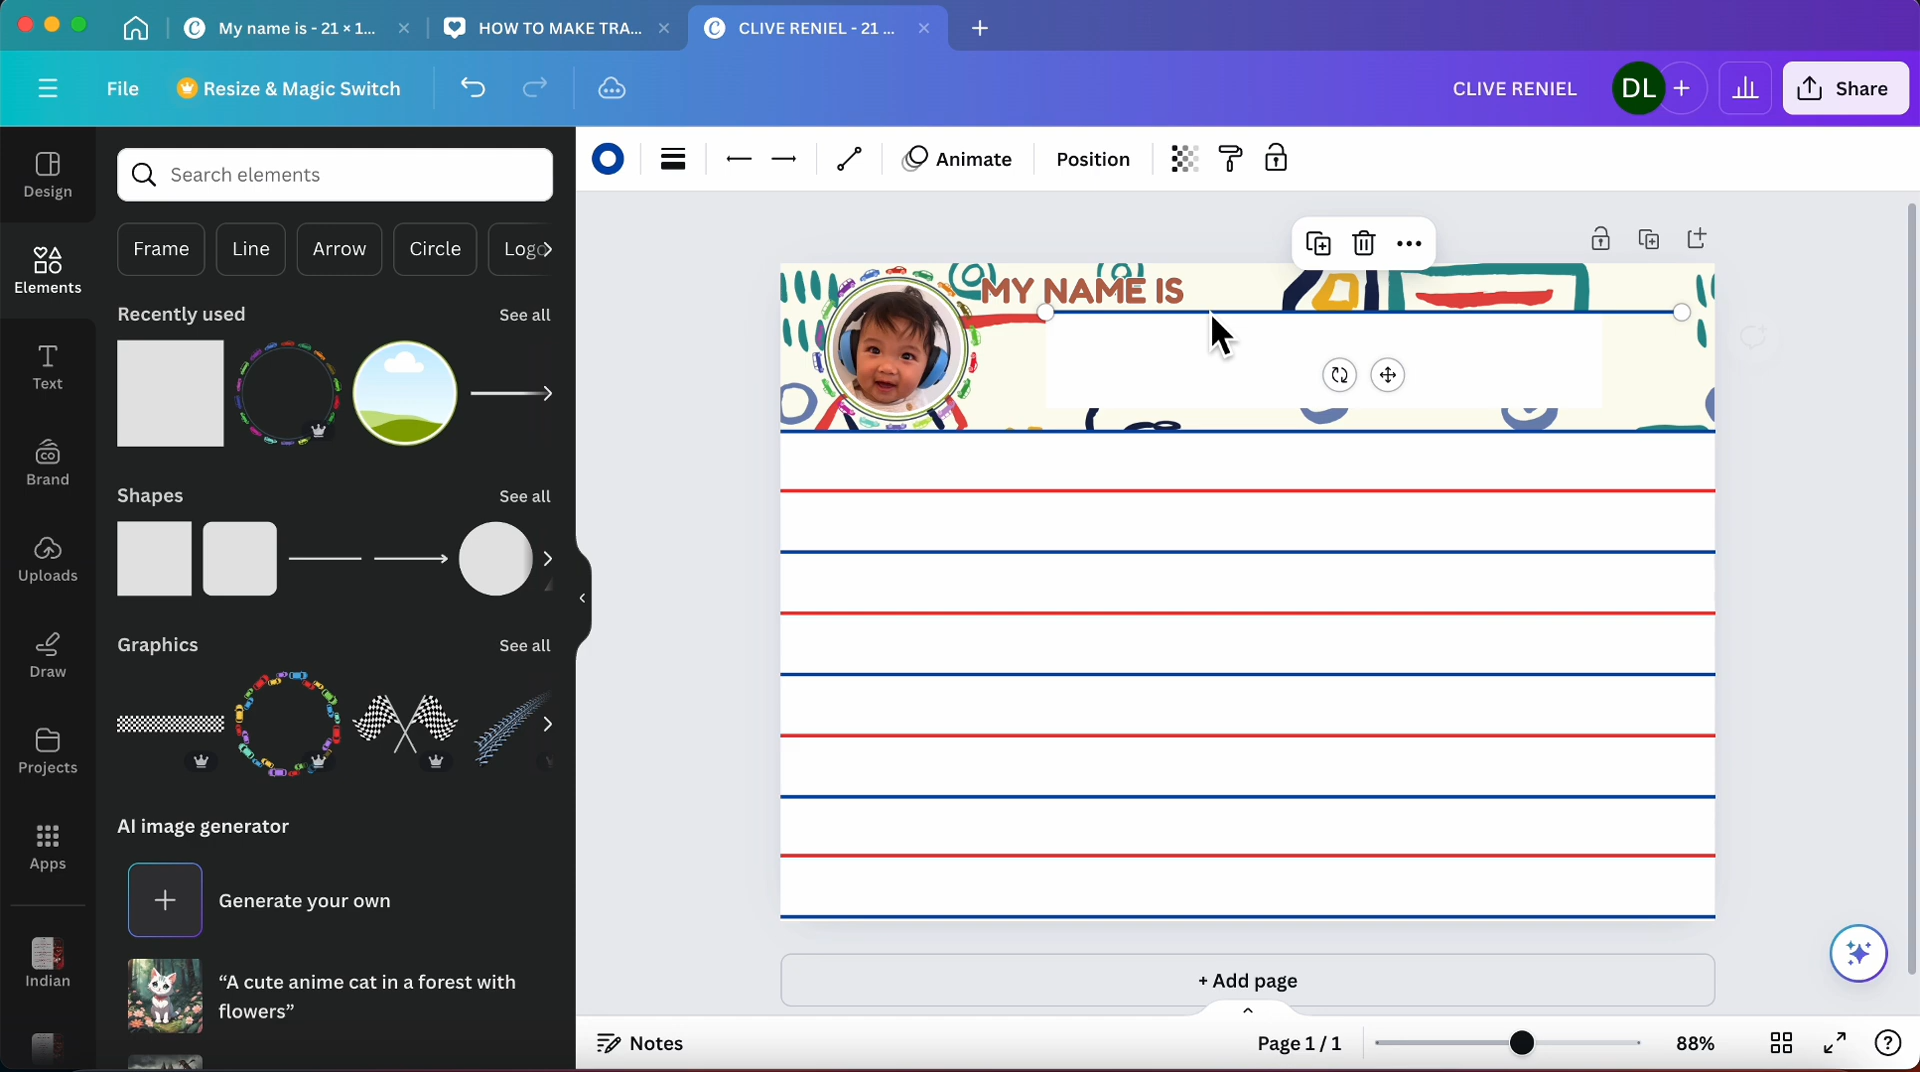 My name is - 21 × 1...
HOW TO MAKE TRA...
CLIVE RENIEL - 21 ...
File
Resize & Magic Switch
CLIVE RENIEL
DL
Share
Design
Elements
Text
Brand
Uploads
Draw
Projects
Apps
Indian
Search elements
Frame
Line
Arrow
Circle
Logo
Recently used
See all
Shapes
See all
Graphics
See all
AI image generator
Generate your own
“A cute anime cat in a forest with
flowers”
Animate
Position
MY NAME IS
+ Add page
Notes
Page 1 / 1
88%